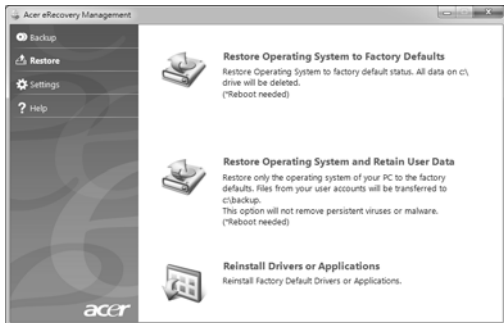 Acer eRecovery Management
Backup
Restore
Settings
? Help
Restore Operating System to Factory Defaults
Restore Operating System to factory default status. All data on c:\
drive will be deleted.
(*Reboot needed)
Restore Operating System and Retain User Data
Restore only the operating system of your PC to the factory
defaults. Files from your user accounts will be transferred to
c:\backup.
This option will not remove persistent viruses or malware.
(*Reboot needed)
Reinstall Drivers or Applications
Reinstall Factory Default Drivers or Applications.
acer